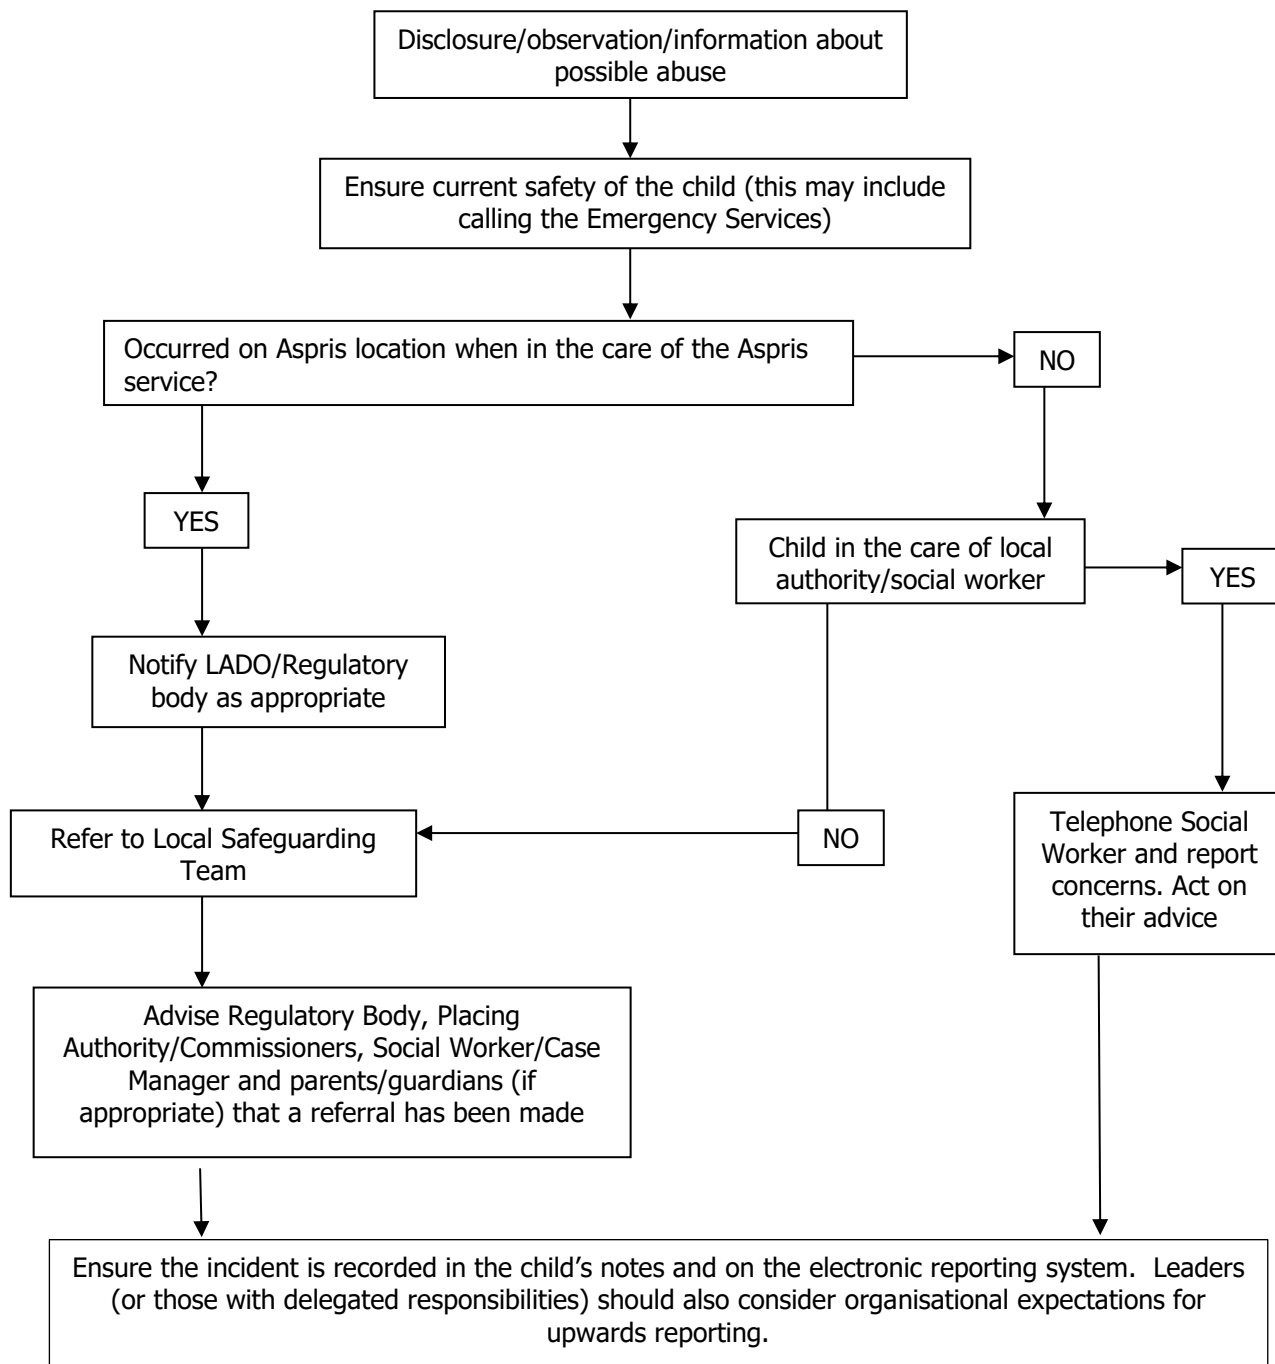 Disclosure/observation/information about
possible abuse
Ensure current safety of the child (this may include
calling the Emergency Services)
Occurred on Aspris location when in the care of the Aspris
service?
NO
YES
Child in the care of local
authority/social worker
YES
Notify LADO/Regulatory
body as appropriate
Refer to Local Safeguarding
Team
NO
Telephone Social
Worker and report
concerns. Act on
their advice
Advise Regulatory Body, Placing
Authority/Commissioners, Social Worker/Case
Manager and parents/guardians (if
appropriate) that a referral has been made
Ensure the incident is recorded in the child’s notes and on the electronic reporting system.  Leaders
(or those with delegated responsibilities) should also consider organisational expectations for
upwards reporting.